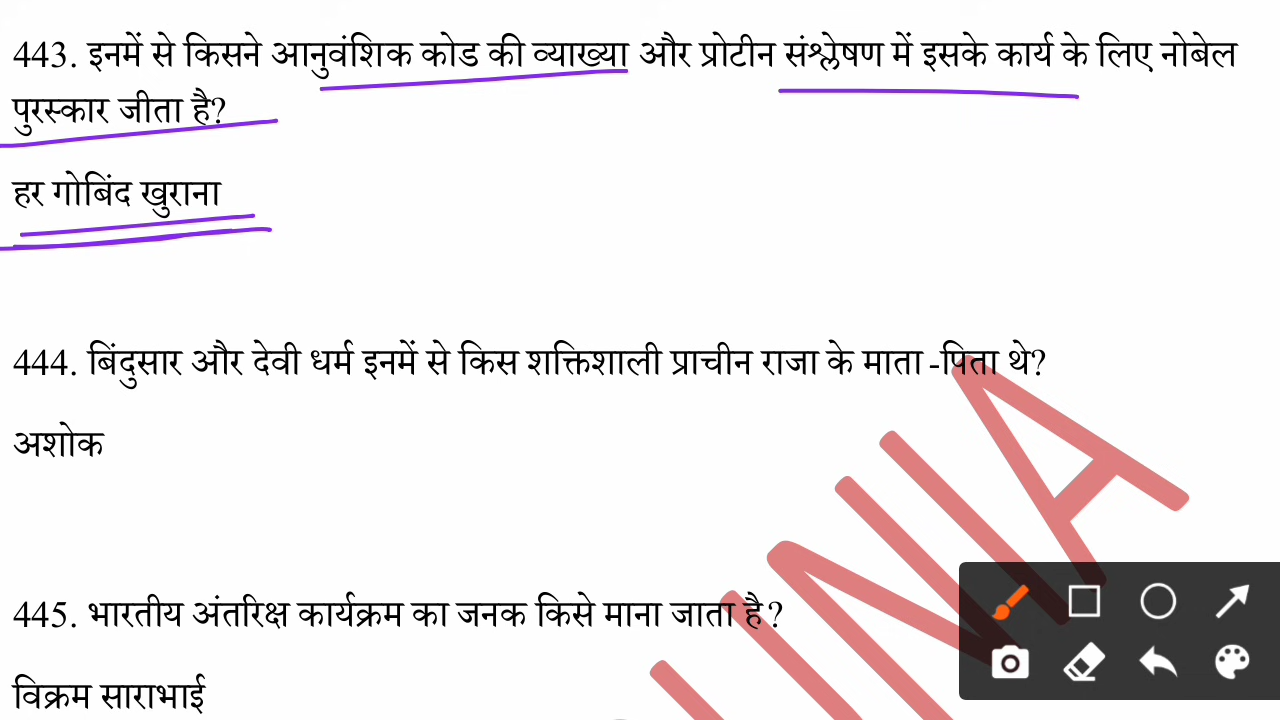 443. इनमें से किसने आनुवंशिक कोड की व्याख्या और प्रोटीन संश्लेषण में इसके कार्य के लिए नोबेल
पुरस्कार जीता है?
हर गोबिंद खुराना
444. बिंदुसार और देवी धर्म इनमें से किस शक्तिशाली प्राचीन राजा के माता -पिता थे?
अशोक
445. भारतीय अंतरिक्ष कार्यक्रम का जनक किसे माना जाता है?
विक्रम साराभाई